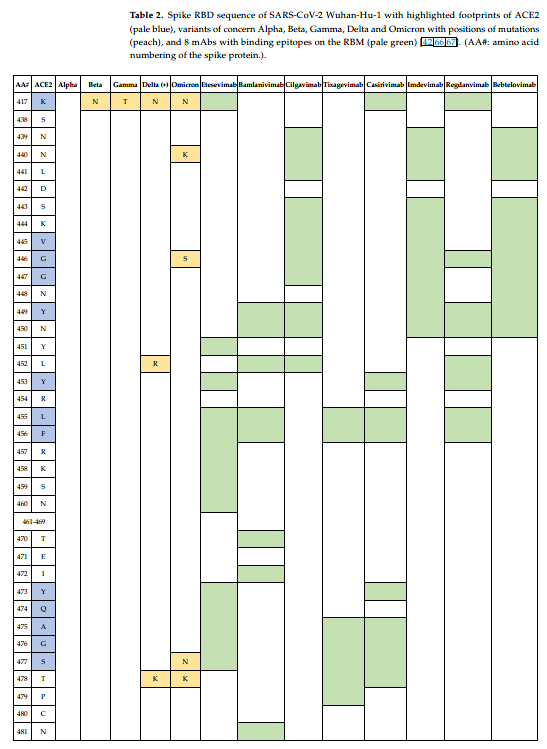 Table 2. Spike RBD sequence of SARS-CoV-2 Wuhan-Hu-1 with highlighted footprints of ACE2
(pale blue), variants of concern Alpha, Beta, Gamma, Delta and Omicron with positions of mutations
(peach), and 8 mAbs with binding epitopes on the RBM (pale green) [42,66,67]. (AA#: amino acid
numbering of the spike protein.).
AA# ACE2 Alpha Beta Gamma Delta (+) Omicron Etesevimab Bamlanivimab Cilgavimab Tixagevimab Casirivimab Imdevimab Regdanvimab Bebtelovimab
417 K N T N N
438 S
439 N
440 N K
441 L
442 D
443 S
444 K
445 V
446 G S
447 G
448 N
449 Y
450 N
451 Y
452 L R
453 Y
454 R
455 L
456 F
457 R
458 K
459 S
460 N
461-469
470 T
471 E
472 I
473 Y
474 Q
475 A
476 G
477 S N
478 T K K
479 P
480 C
481 N